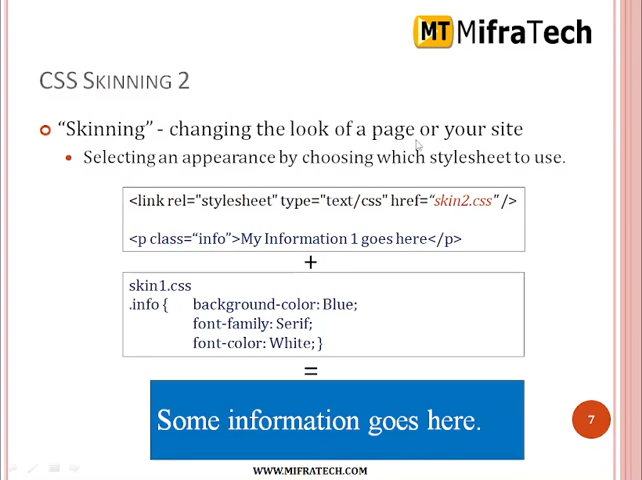 MT MifraTech
CSS SKINNING 2
“Skinning” - changing the look of a page or your site
Selecting an appearance by choosing which stylesheet to use.
<link rel="stylesheet" type="text/css" href=“skin2.css" />
<p class=“info”>My Information 1 goes here</p>
+
skin1.css
.info { background-color: Blue;
font-family: Serif;
font-color: White; }
=
Some information goes here.
7
WWW.MIFRATECH.COM